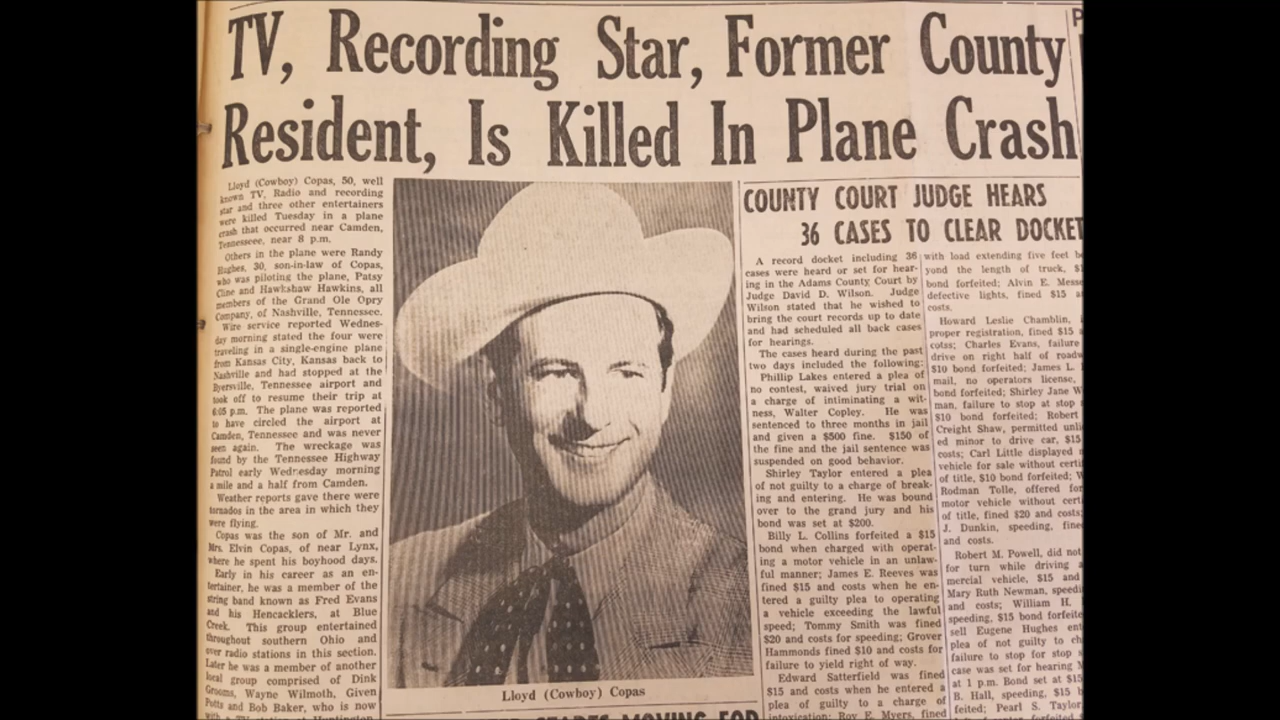 TV, Recording Star, Former County
Resident, Is Killed In Plane Crash
Lloyd (Cowboy) Copas, 50, well
known TV, Radio and recording
star and three other entertainers
were killed Tuesday in a plane
crash that occurred near Camden,
Tennesseee, near 8 p.m.
Others in the plane were Randy
Hughes, 30, son-in-law of Copas,
who was piloting the plane, Patsy
Cline and Hawkshaw Hawkins, all
members of the Grand Ole Opry
Company, of Nashville, Tennessee.
Wire service reported Wednes-
day morning stated the four were
traveling in a single-engine plane
from Kansas City, Kansas back to
Nashville and had stopped at the
Byersville, Tennessee airport and
took off to resume their trip at
6:05 p.m. The plane was reported
to have circled the airport at
Camden, Tennessee and was never
seen again. The wreckage was
found by the Tennessee Highway
Patrol early Wednesday morning
a mile and a half from Camden.
Weather reports gave there were
tornados in the area in which they
were flying.
Copas was the son of Mr. and
Mrs. Elvin Copas, of near Lynx,
where he spent his boyhood days.
Early in his career as an en-
tertainer, he was a member of the
string band known as Fred Evans
and his Hencacklers, at Blue
Creek. This group entertained
throughout southern Ohio and
over radio stations in this section.
Later he was a member of another
local group comprised of Dink
Grooms, Wayne Wilmoth, Given
Potts and Bob Baker, who is now
Lloyd (Cowboy) Copas
COUNTY COURT JUDGE HEARS
36 CASES TO CLEAR DOCKET
A record docket including 36
cases were heard or set for hear-
ing in the Adams County Court by
Judge David D. Wilson. Judge
Wilson stated that he wished to
bring the court records up to date
and had scheduled all back cases
for hearings.
The cases heard during the past
two days included the following:
Phillip Lakes entered a plea of
no contest, waived jury trial on
a charge of intiminating a wit-
ness, Walter Copley. He was
sentenced to three months in jail
and given a $500 fine. $150 of
the fine and the jail sentence was
suspended on good behavior.
Shirley Taylor entered a plea
of not guilty to a charge of break-
ing and entering. He was bound
over to the grand jury and his
bond was set at $200.
Billy L. Collins forfeited a $15
bond when charged with operat-
ing a motor vehicle in an unlaw-
ful manner; James E. Reeves was
fined $15 and costs when he en-
tered a guilty plea to operating
a vehicle exceeding the lawful
speed; Tommy Smith was fined
$20 and costs for speeding; Grover
Hammonds fined $10 and costs for
failure to yield right of way.
Edward Satterfield was fined
$15 and costs when he entered a
plea of guilty to a charge of
intoxication; Roy E. Myers, fined
with load extending five feet be
yond the length of truck, $1
bond forfeited; Alvin E. Messe
defective lights, fined $15 a
costs.
Howard Leslie Chamblin, i
proper registration, fined $15 a
cotss; Charles Evans, failure
drive on right half of roadw
$10 bond forfeited; James L.
mail, no operators license,
bond forfeited; Shirley Jane W
man, failure to stop at stop s
$10 bond forfeited; Robert
Creight Shaw, permitted unli
ed minor to drive car, $15
costs; Carl Little displayed
vehicle for sale without certi
of title, $10 bond forfeited; W
Rodman Tolle, offered for
motor vehicle without cert
of title, fined $20 and costs;
J. Dunkin, speeding, fine
and costs.
Robert M. Powell, did not
for turn while driving a
mercial vehicle, $15 and
Mary Ruth Newman, speedi
and costs; William H.
speeding, $15 bond forfeite
sell Eugene Hughes ent
plea of not guilty to ch
failure to stop for stop s
case was set for hearing M
at 1 p.m. Bond set at $15
B. Hall, speeding, $15 b
feited; Pearl S. Taylor
MOVING FOR